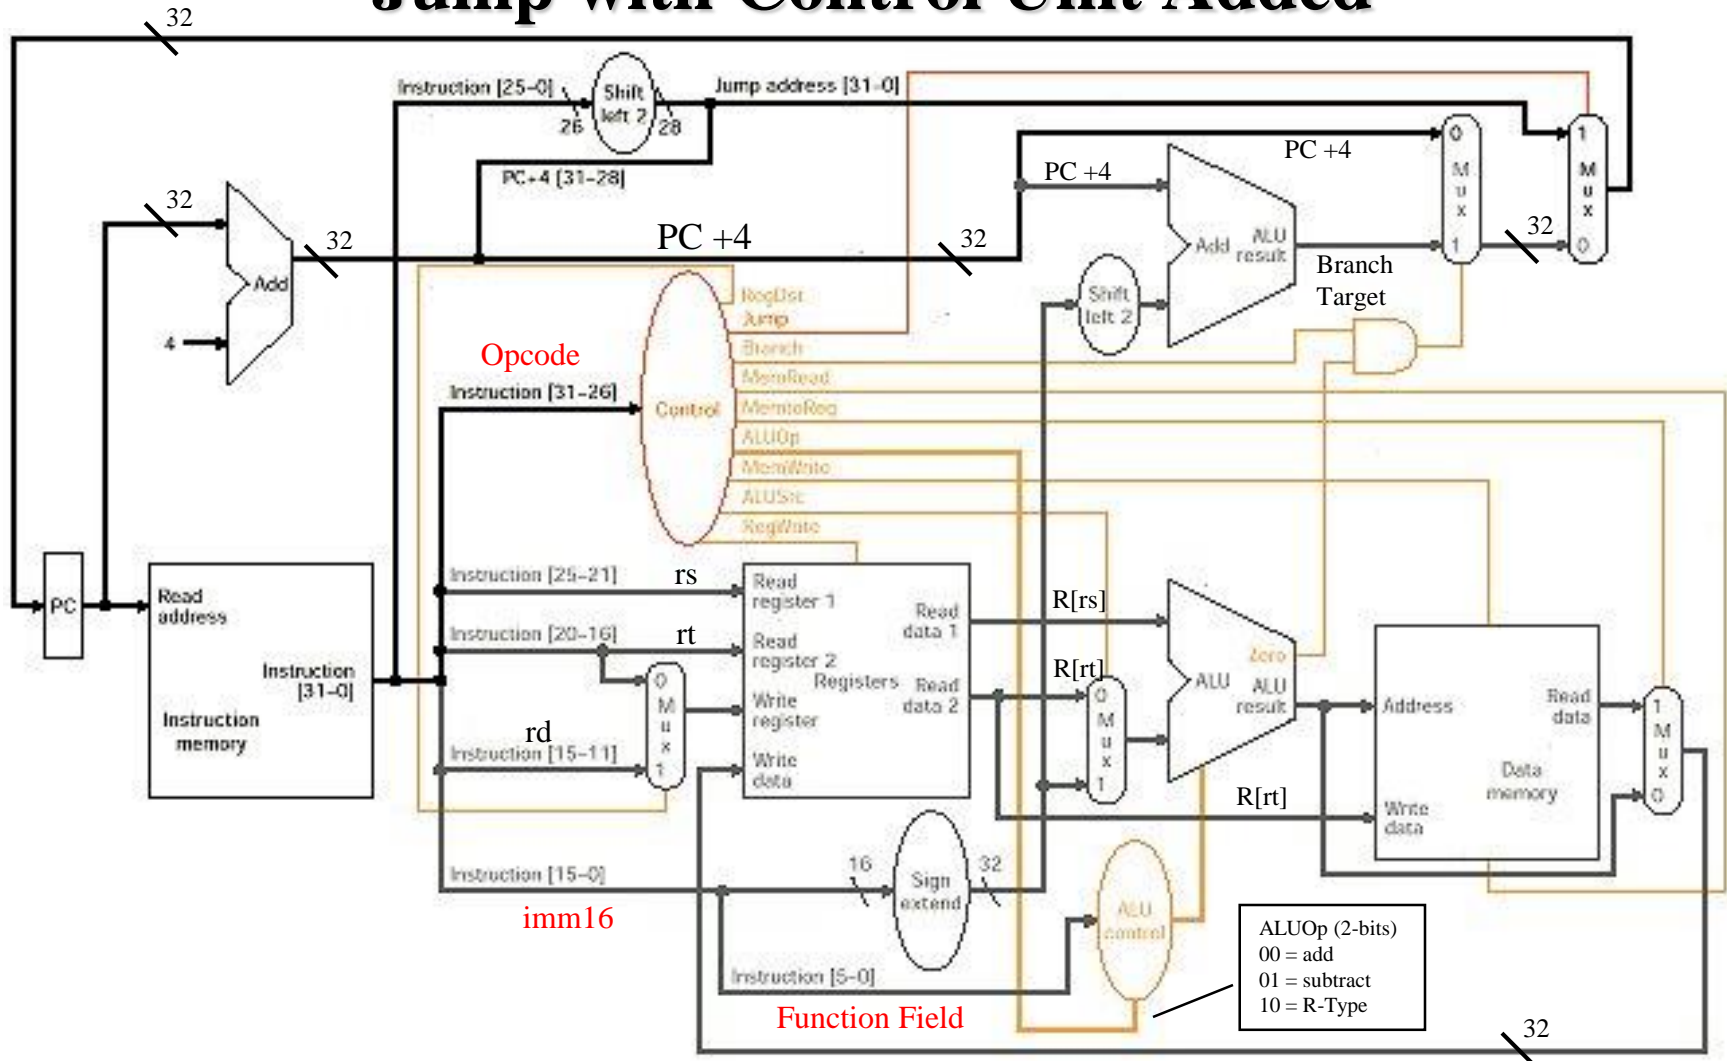 Jump with Control Unit Added
32
Instruction [25-0]
Shift
left 2
Jump address [31-0]
26
28
PC+4 [31-28]
PC +4
PC +4
0
M
u
x
1
1
M
u
x
0
32
32
PC +4
32
32
Add
4
Add
ALU
result
Branch
Target
Shift
left 2
RegDst
Jump
Branch
MemRead
MemtoReg
ALUOp
MemWrite
ALUSrc
RegWrite
Control
Opcode
Instruction [31-26]
PC
Read
address
Instruction
[31-0]
Instruction
memory
Instruction [25-21]
rs
Instruction [20-16]
rt
rd
Instruction [15-11]
0
M
u
x
1
Read
register 1
Read
register 2
Write
register
Write
data
Registers
Read
data 1
Read
data 2
R[rs]
R[rt]
0
M
u
x
1
Zero
ALU
ALU
result
R[rt]
Address
Read
data
Data
memory
Write
data
1
M
u
x
0
Instruction [15-0]
16
Sign
extend
32
imm16
ALU
control
Instruction [5-0]
Function Field
ALUOp (2-bits)
00 = add
01 = subtract
10 = R-Type
32